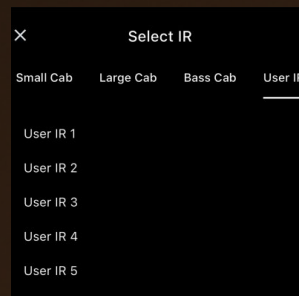 Select IR
Small Cab Large Cab Bass Cab User IR
User IR 1
User IR 2
User IR 3
User IR 4
User IR 5